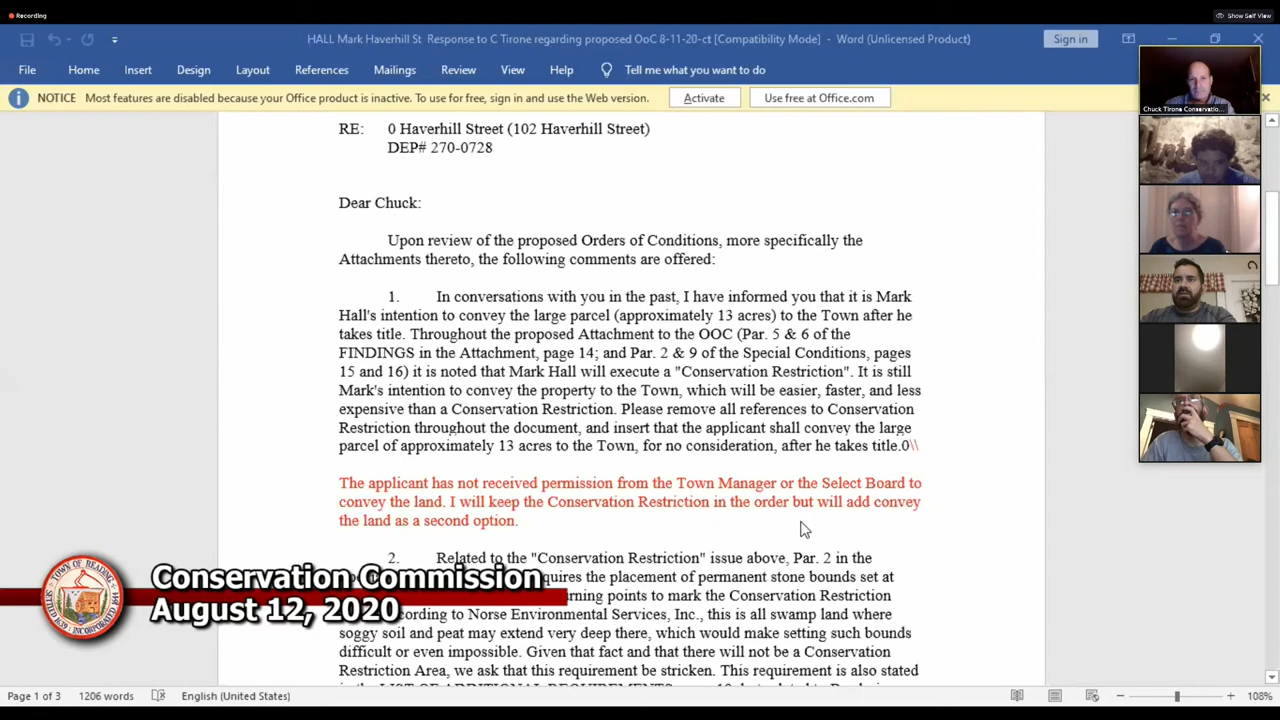 Recording
Show Self View
HALL Mark Haverhill St Response to C Tirone regarding proposed OoC 8-11-20-ct [Compatibility Mode] - Word (Unlicensed Product)
Sign in
File Home Insert Design Layout References Mailings Review View Help Tell me what you want to do
NOTICE Most features are disabled because your Office product is inactive. To use for free, sign in and use the Web version. Activate Use free at Office.com
Chuck Tirone Conservatio...
RE: 0 Haverhill Street (102 Haverhill Street)
DEP# 270-0728
Dear Chuck:
Upon review of the proposed Orders of Conditions, more specifically the
Attachments thereto, the following comments are offered:
1. In conversations with you in the past, I have informed you that it is Mark
Hall's intention to convey the large parcel (approximately 13 acres) to the Town after he
takes title. Throughout the proposed Attachment to the OOC (Par. 5 & 6 of the
FINDINGS in the Attachment, page 14; and Par. 2 & 9 of the Special Conditions, pages
15 and 16) it is noted that Mark Hall will execute a "Conservation Restriction". It is still
Mark's intention to convey the property to the Town, which will be easier, faster, and less
expensive than a Conservation Restriction. Please remove all references to Conservation
Restriction throughout the document, and insert that the applicant shall convey the large
parcel of approximately 13 acres to the Town, for no consideration, after he takes title.0\\
The applicant has not received permission from the Town Manager or the Select Board to
convey the land. I will keep the Conservation Restriction in the order but will add convey
the land as a second option.
2. Related to the "Conservation Restriction" issue above, Par. 2 in the
quires the placement of permanent stone bounds set at
rning points to mark the Conservation Restriction
cording to Norse Environmental Services, Inc., this is all swamp land where
soggy soil and peat may extend very deep there, which would make setting such bounds
difficult or even impossible. Given that fact and that there will not be a Conservation
Restriction Area, we ask that this requirement be stricken. This requirement is also stated
TOWN OF READING
Conservation Commission
August 12, 2020
Page 1 of 3 1206 words English (United States) 108%